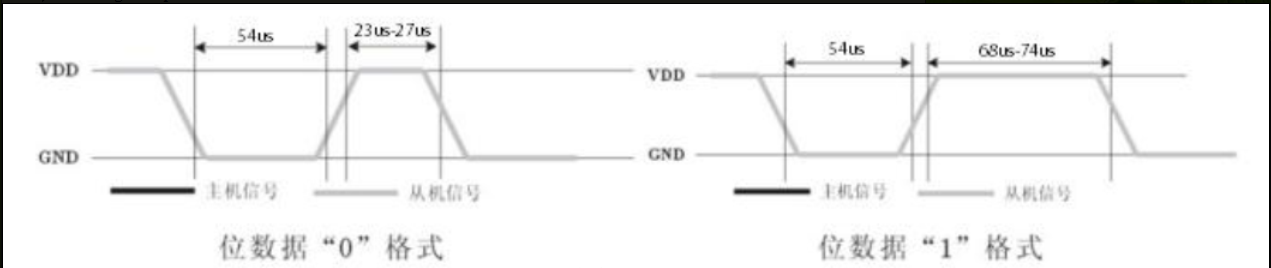 54us
23us-27us
VDD
GND
主机信号
从机信号
位数据“0”格式
54us
68us-74us
VDD
GND
主机信号
从机信号
位数据“1”格式